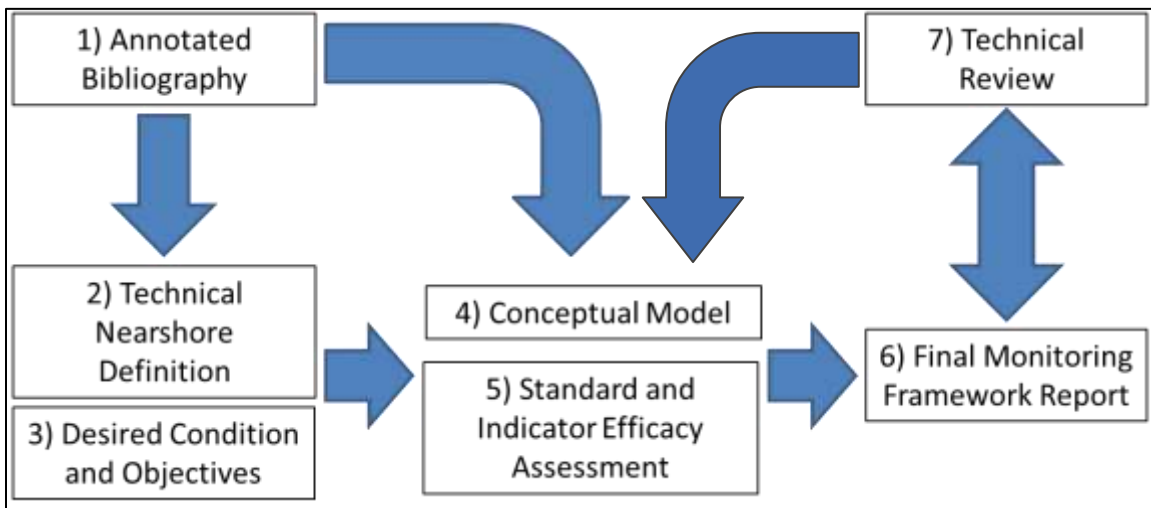 1) Annotated
Bibliography
2) Technical
Nearshore
Definition
3) Desired Condition
and Objectives
4) Conceptual Model
5) Standard and
Indicator Efficacy
Assessment
6) Final Monitoring
Framework Report
7) Technical
Review